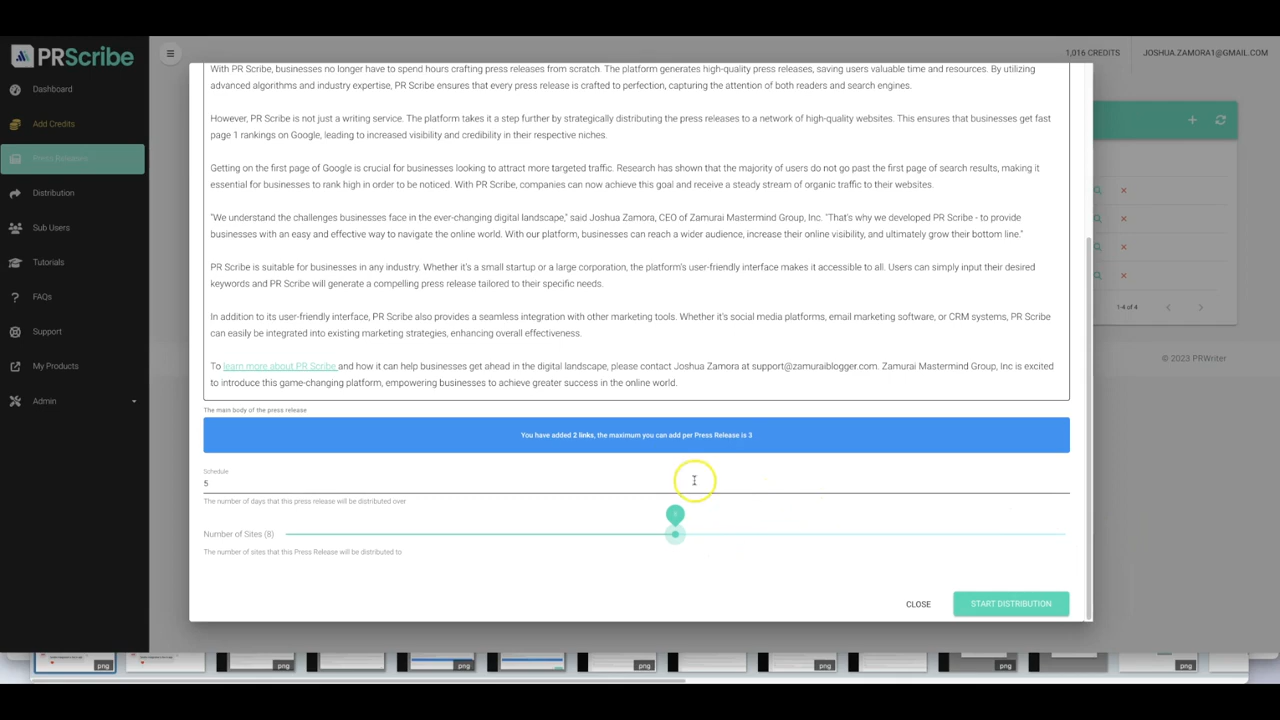 PRScribe
1,016 CREDITS
JOSHUA.ZAMORA1@GMAIL.COM
Dashboard
Add Credits
Distribution
Sub Users
Tutorials
FAQs
Support
My Products
Admin
With PR Scribe, businesses no longer have to spend hours crafting press releases from scratch. The platform generates high-quality press releases, saving users valuable time and resources. By utilizing
advanced algorithms and industry expertise, PR Scribe ensures that every press release is crafted to perfection, capturing the attention of both readers and search engines.
However, PR Scribe is not just a writing service. The platform takes it a step further by strategically distributing the press releases to a network of high-quality websites. This ensures that businesses get fast
page 1 rankings on Google, leading to increased visibility and credibility in their respective niches.
Getting on the first page of Google is crucial for businesses looking to attract more targeted traffic. Research has shown that the majority of users do not go past the first page of search results, making it
essential for businesses to rank high in order to be noticed. With PR Scribe, companies can now achieve this goal and receive a steady stream of organic traffic to their websites.
"We understand the challenges businesses face in the ever-changing digital landscape," said Joshua Zamora, CEO of Zamurai Mastermind Group, Inc. "That's why we developed PR Scribe - to provide
businesses with an easy and effective way to navigate the online world. With our platform, businesses can reach a wider audience, increase their online visibility, and ultimately grow their bottom line."
PR Scribe is suitable for businesses in any industry. Whether it's a small startup or a large corporation, the platform's user-friendly interface makes it accessible to all. Users can simply input their desired
keywords and PR Scribe will generate a compelling press release tailored to their specific needs.
In addition to its user-friendly interface, PR Scribe also provides a seamless integration with other marketing tools. Whether it's social media platforms, email marketing software, or CRM systems, PR Scribe
can easily be integrated into existing marketing strategies, enhancing overall effectiveness.
To learn more about PR Scribe and how it can help businesses get ahead in the digital landscape, please contact Joshua Zamora at support@zamuraiblogger.com. Zamurai Mastermind Group, Inc is excited
to introduce this game-changing platform, empowering businesses to achieve greater success in the online world.
The main body of the press release
You have added 2 links, the maximum you can add per Press Release is 3
Schedule
5
The number of days that this press release will be distributed over
Number of Sites (8)
The number of sites that this Press Release will be distributed to
CLOSE
START DISTRIBUTION
1-4 of 4
© 2023 PRWriter
png
png
png
png
png
png
png
png